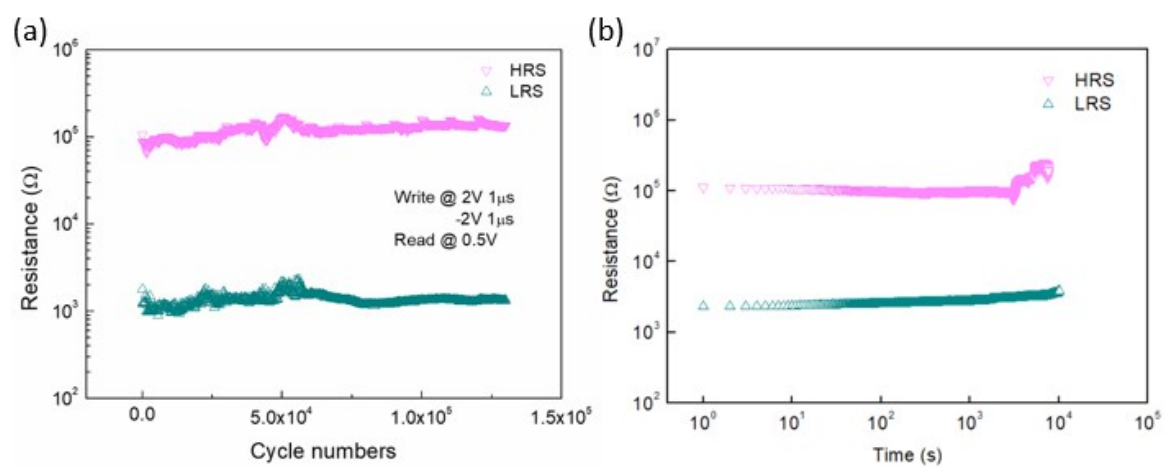 (a)
10⁶
10⁵
10⁴
10³
10²
Resistance (Ω)
HRS
LRS
Write @ 2V 1μs
-2V 1μs
Read @ 0.5V
0.0
5.0x10⁴
1.0x10⁵
1.5x10⁵
Cycle numbers
(b)
10⁷
10⁶
10⁵
10⁴
10³
10²
Resistance (Ω)
HRS
LRS
10⁰
10¹
10²
10³
10⁴
10⁵
Time (s)